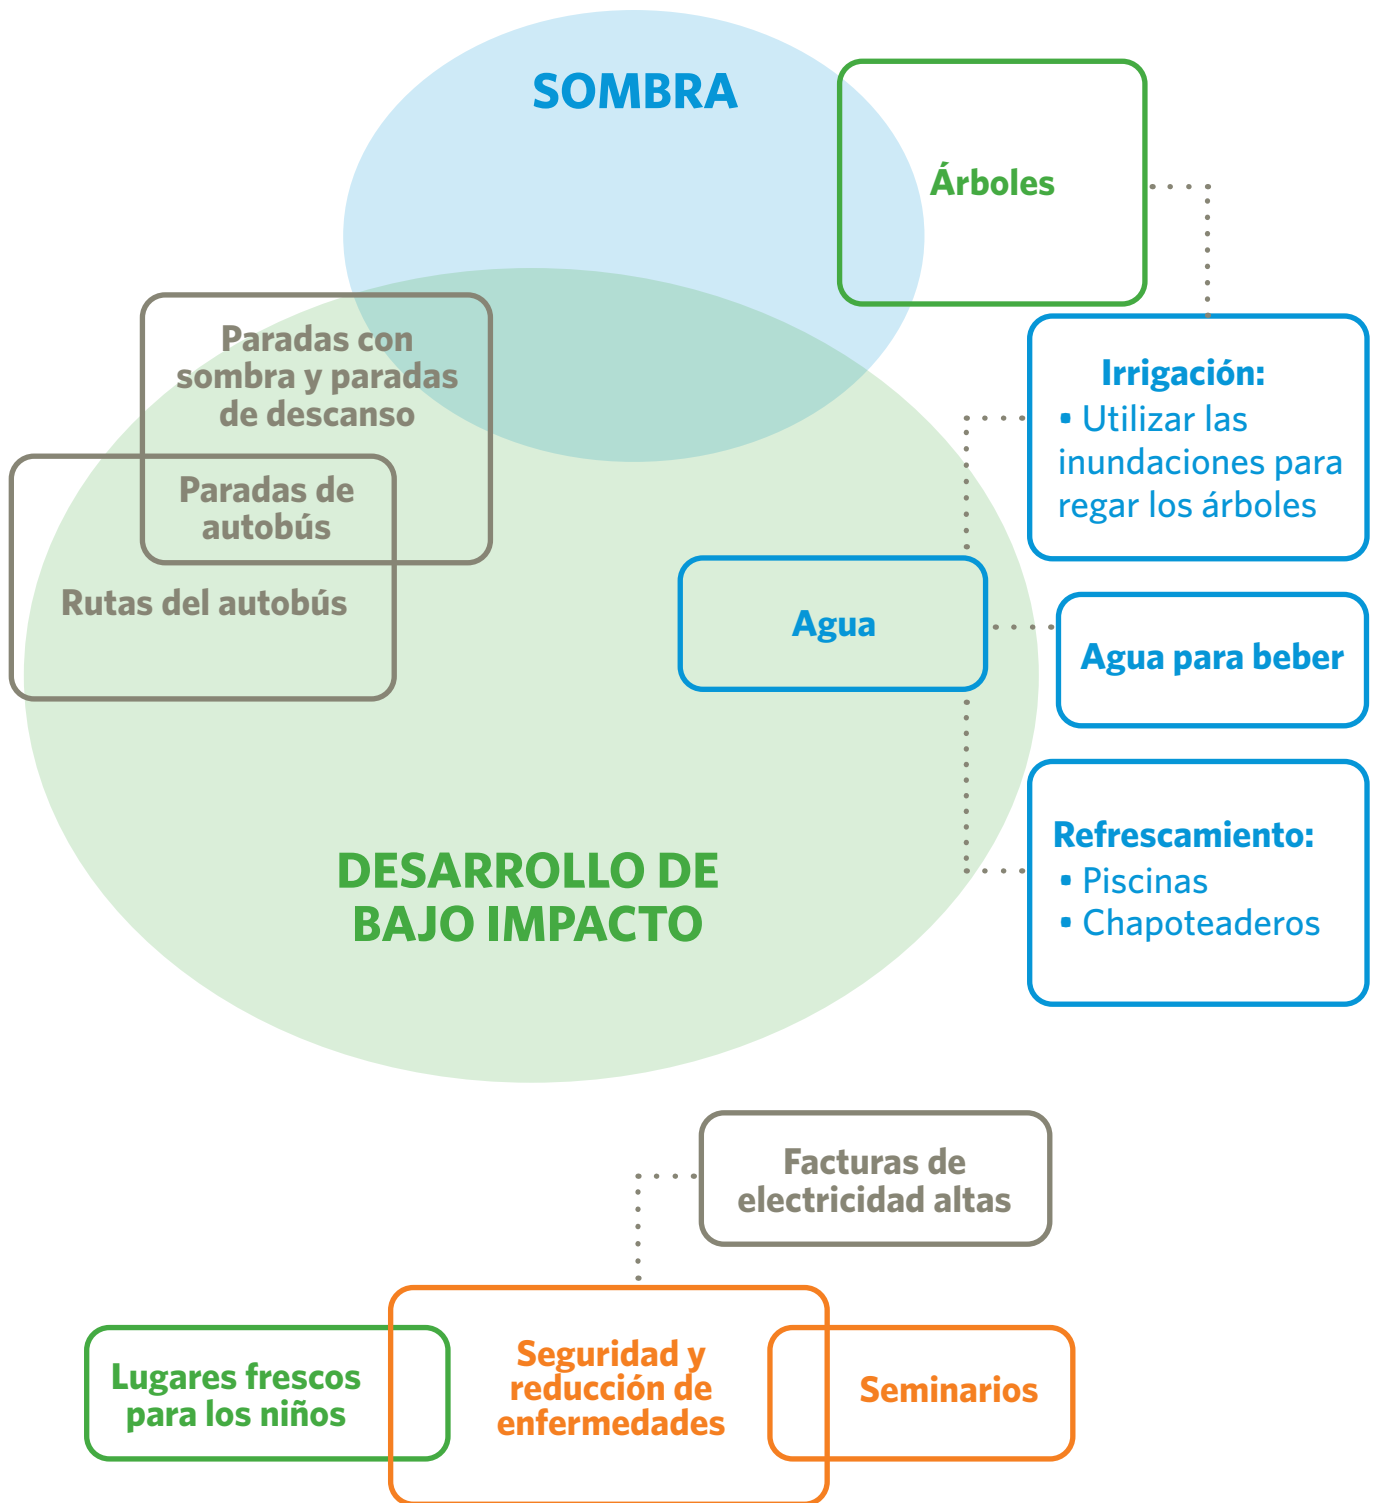 SOMBRA
Árboles
Paradas con
sombra y paradas
de descanso
Paradas de
autobús
Rutas del autobús
Irrigación:
• Utilizar las
inundaciones para
regar los árboles
Agua
Agua para beber
Refrescamiento:
• Piscinas
• Chapoteaderos
DESARROLLO DE
BAJO IMPACTO
Facturas de
electricidad altas
Lugares frescos
para los niños
Seguridad y
reducción de
enfermedades
Seminarios